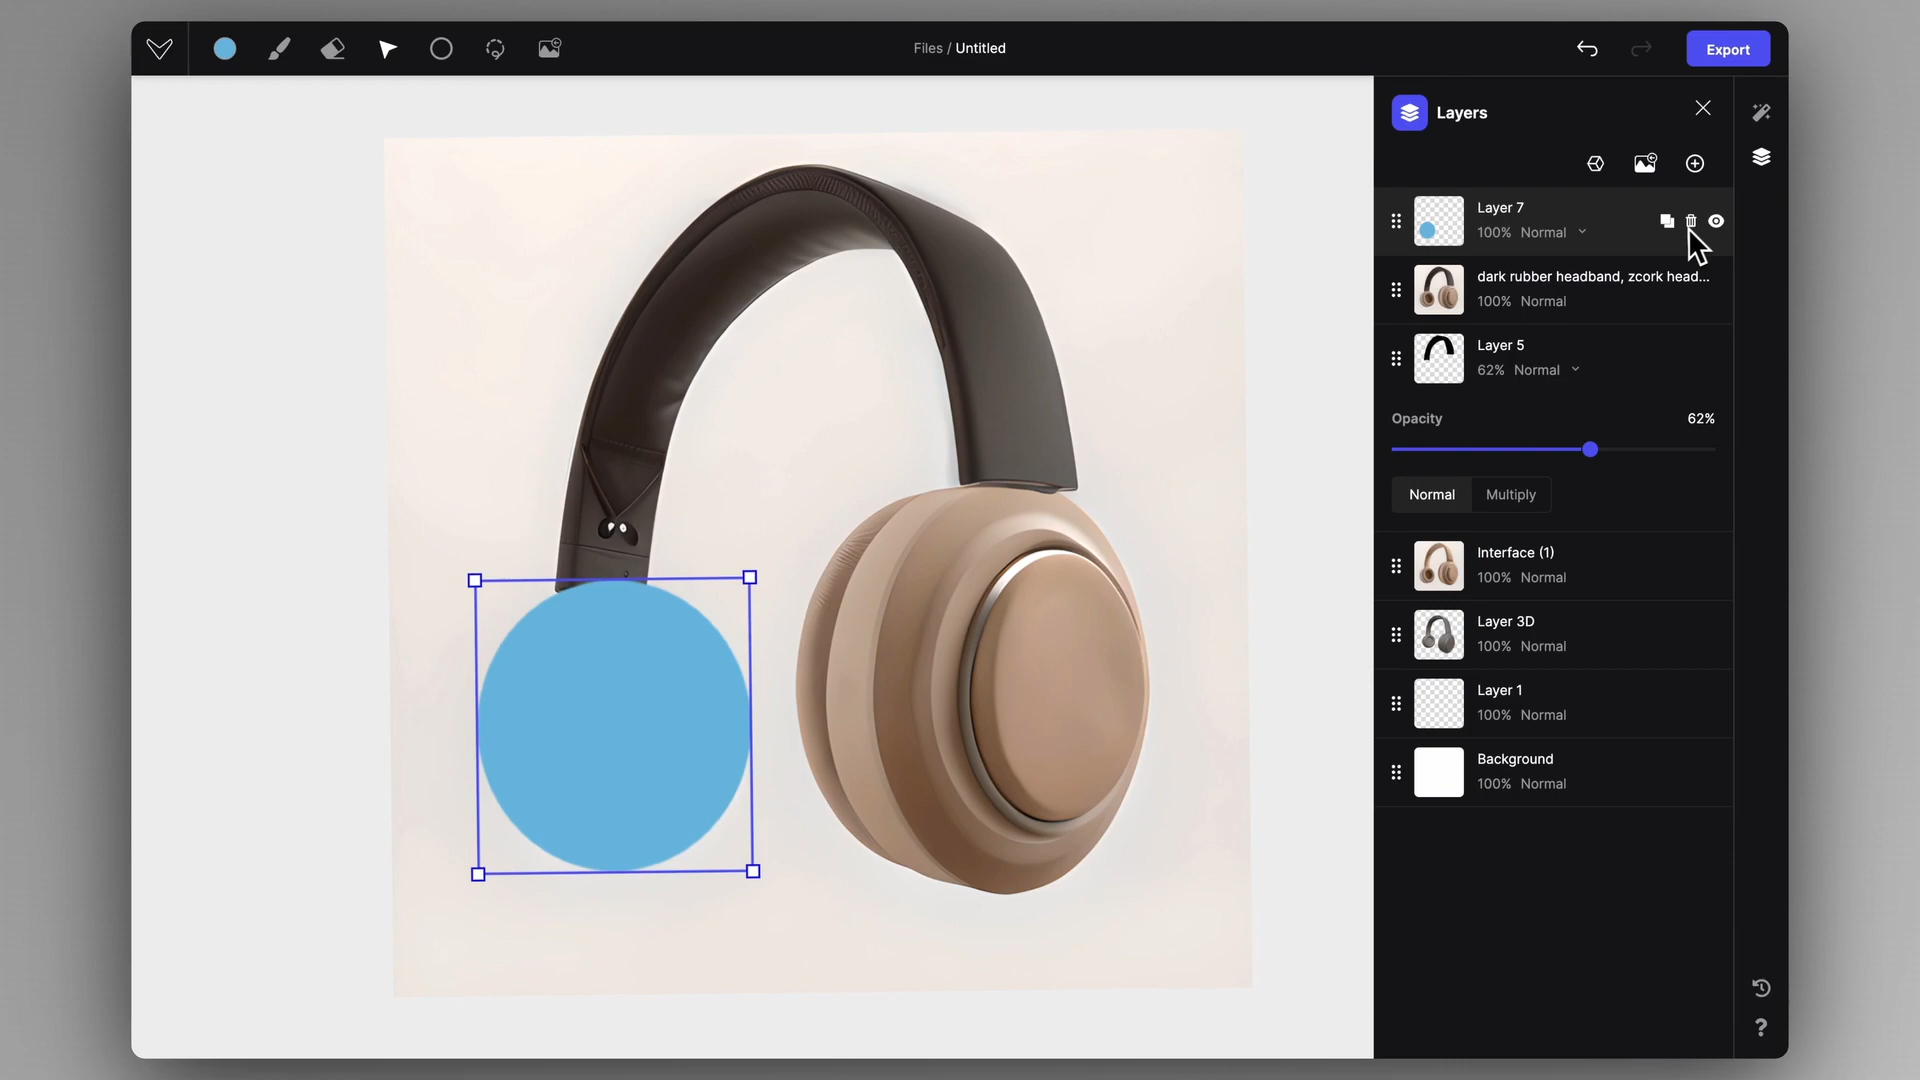 Files / Untitled
Export
Layers
Layer 7
100% Normal
dark rubber headband, zcork head...
100% Normal
Layer 5
62% Normal
Opacity 62%
Normal Multiply
Interface (1)
100% Normal
Layer 3D
100% Normal
Layer 1
100% Normal
Background
100% Normal
?